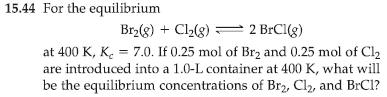 15.44 For the equilibrium
Br₂(g) + Cl₂(g) ⇌ 2 BrCl(g)
at 400 K, K_c = 7.0. If 0.25 mol of Br₂ and 0.25 mol of Cl₂
are introduced into a 1.0-L container at 400 K, what will
be the equilibrium concentrations of Br₂, Cl₂, and BrCl?